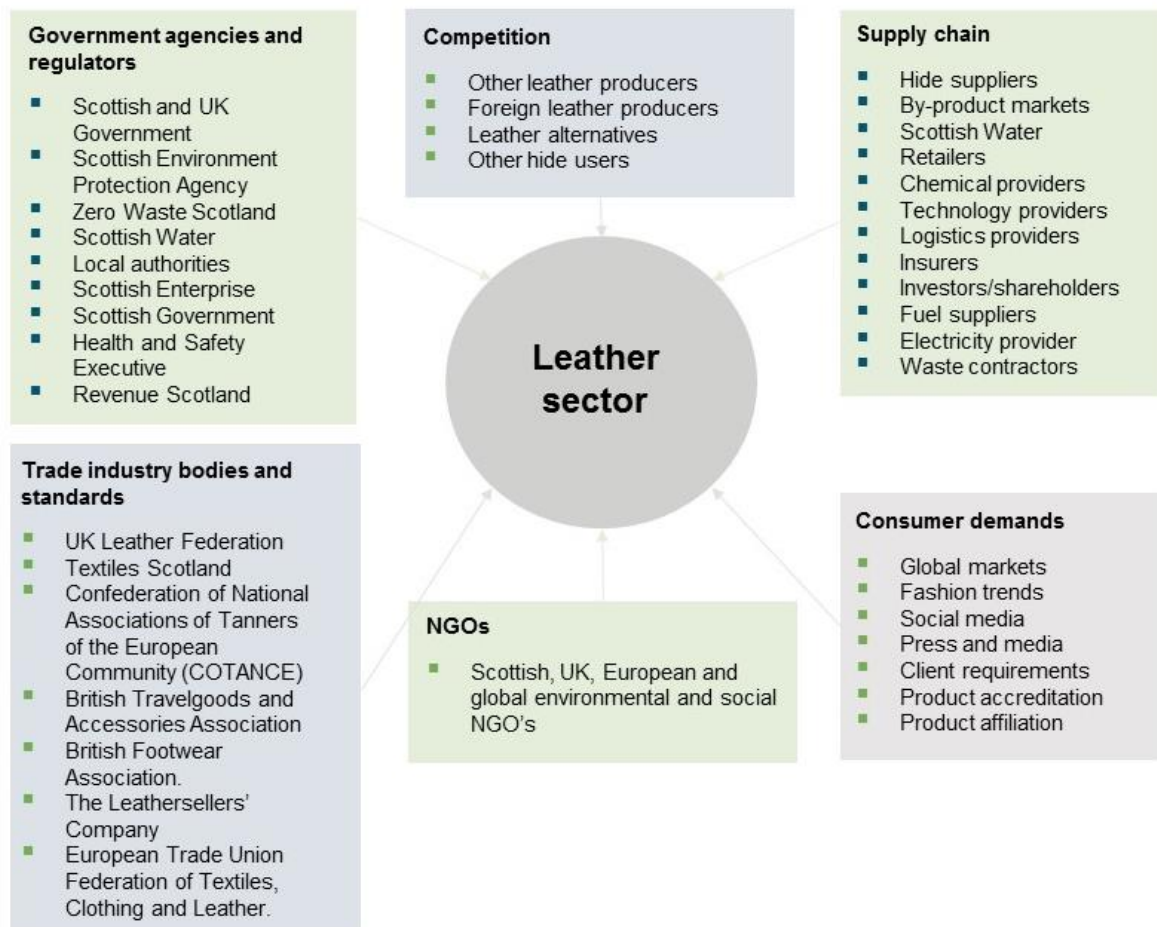 Government agencies and
regulators
Scottish and UK
Government
Scottish Environment
Protection Agency
Zero Waste Scotland
Scottish Water
Local authorities
Scottish Enterprise
Scottish Government
Health and Safety
Executive
Revenue Scotland
Competition
Other leather producers
Foreign leather producers
Leather alternatives
Other hide users
Supply chain
Hide suppliers
By-product markets
Scottish Water
Retailers
Chemical providers
Technology providers
Logistics providers
Insurers
Investors/shareholders
Fuel suppliers
Electricity provider
Waste contractors
Leather
sector
Trade industry bodies and
standards
UK Leather Federation
Textiles Scotland
Confederation of National
Associations of Tanners
of the European
Community (COTANCE)
British Travelgoods and
Accessories Association
British Footwear
Association.
The Leathersellers’
Company
European Trade Union
Federation of Textiles,
Clothing and Leather.
NGOs
Scottish, UK, European and
global environmental and social
NGO’s
Consumer demands
Global markets
Fashion trends
Social media
Press and media
Client requirements
Product accreditation
Product affiliation